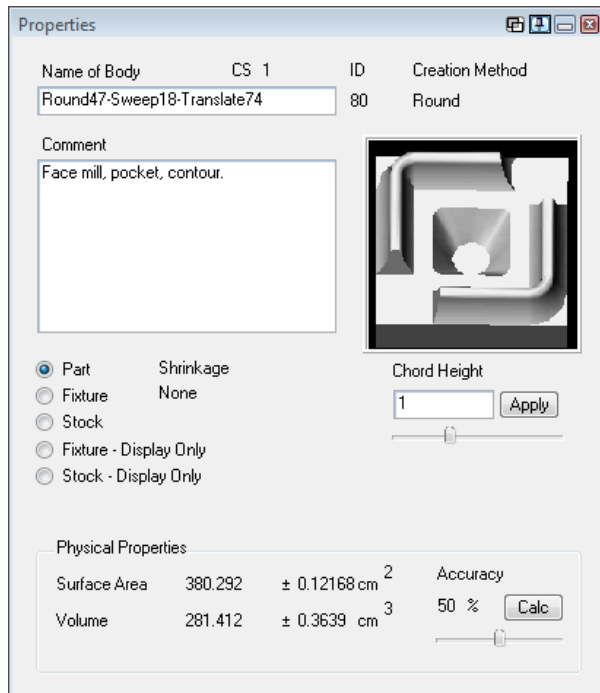 Properties
Name of Body CS 1 ID Creation Method
Round47-Sweep18-Translate74 80 Round
Comment
Face mill, pocket, contour.
Part Shrinkage
Fixture None
Stock
Fixture - Display Only
Stock - Display Only
Chord Height
1 Apply
Physical Properties
Surface Area 380.292 ± 0.12168 cm 2
Volume 281.412 ± 0.3639 cm 3
Accuracy
50 % Calc